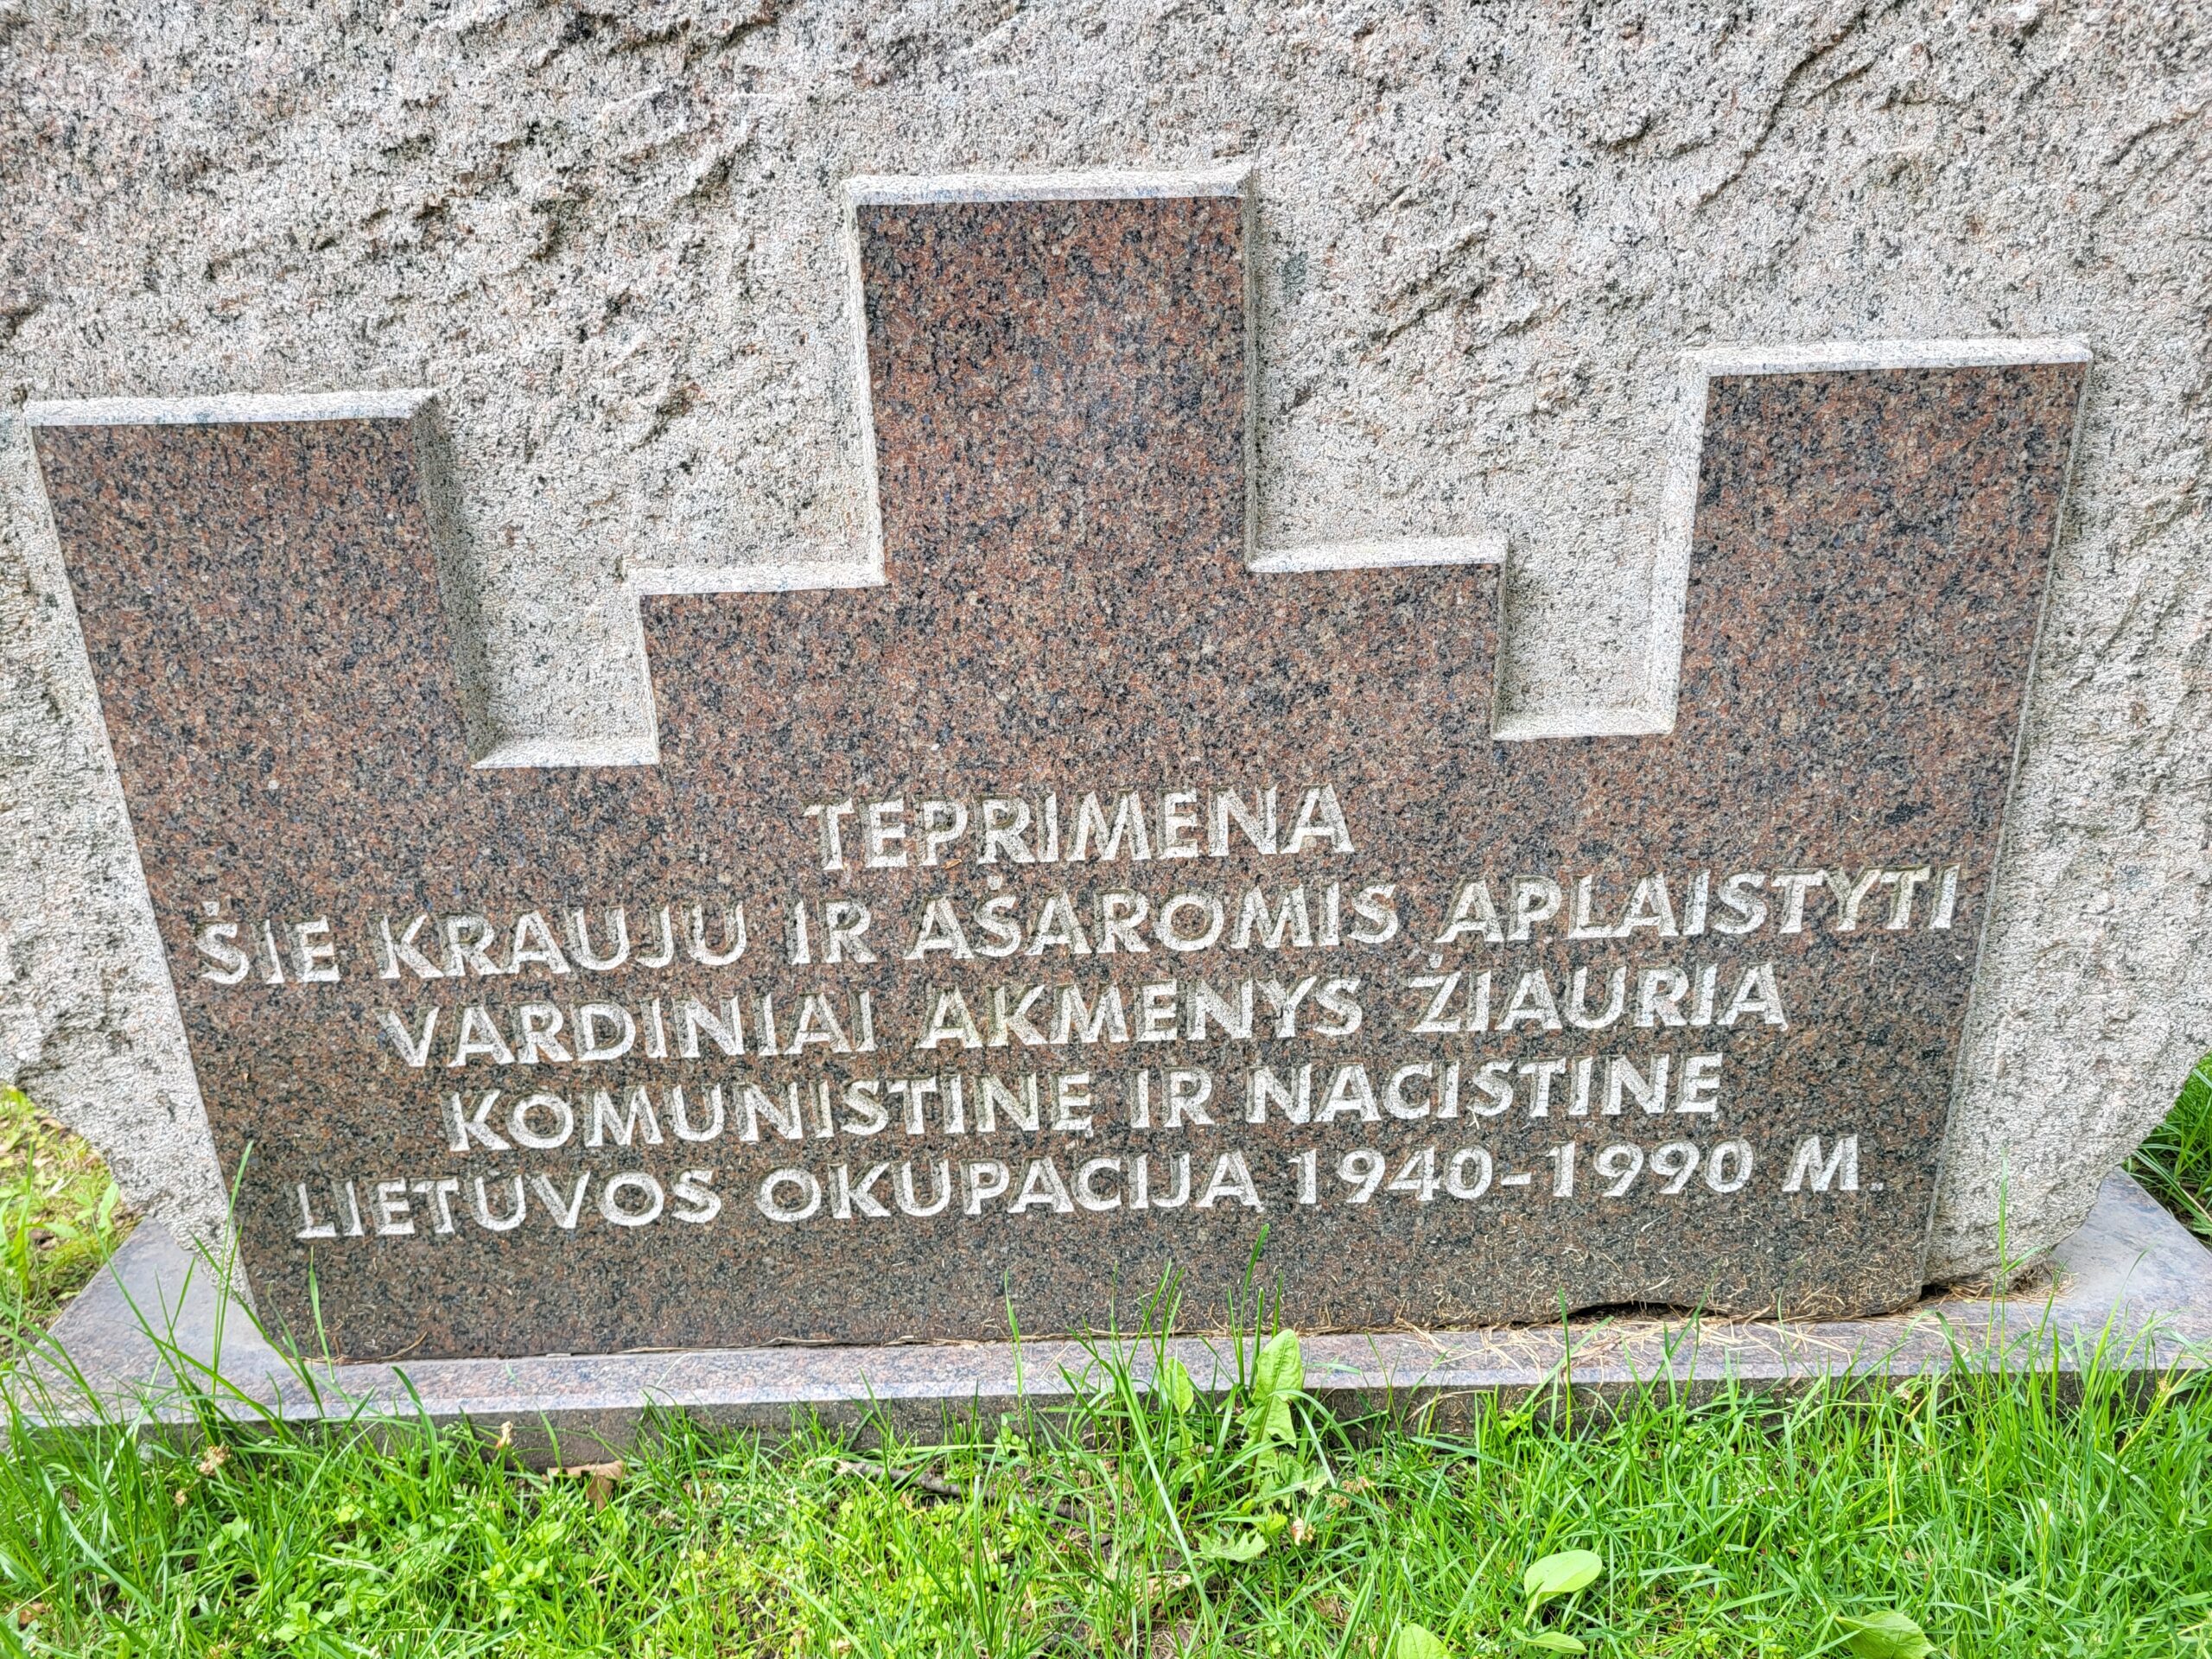 TEPRIMENA
ŠIE KRAUJU IR AŠAROMIS APLAISTYTI
VARDINIAI AKMENYS ŽIAURIĄ
KOMUNISTINĘ IR NACISTINĘ
LIETUVOS OKUPACIJĄ 1940-1990 M.